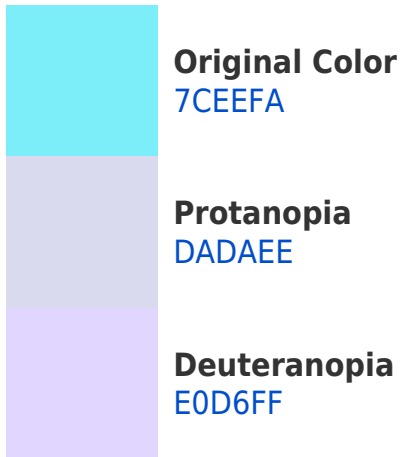 Original Color
7CEEFA
Protanopia
DADAEE
Deuteranopia
E0D6FF